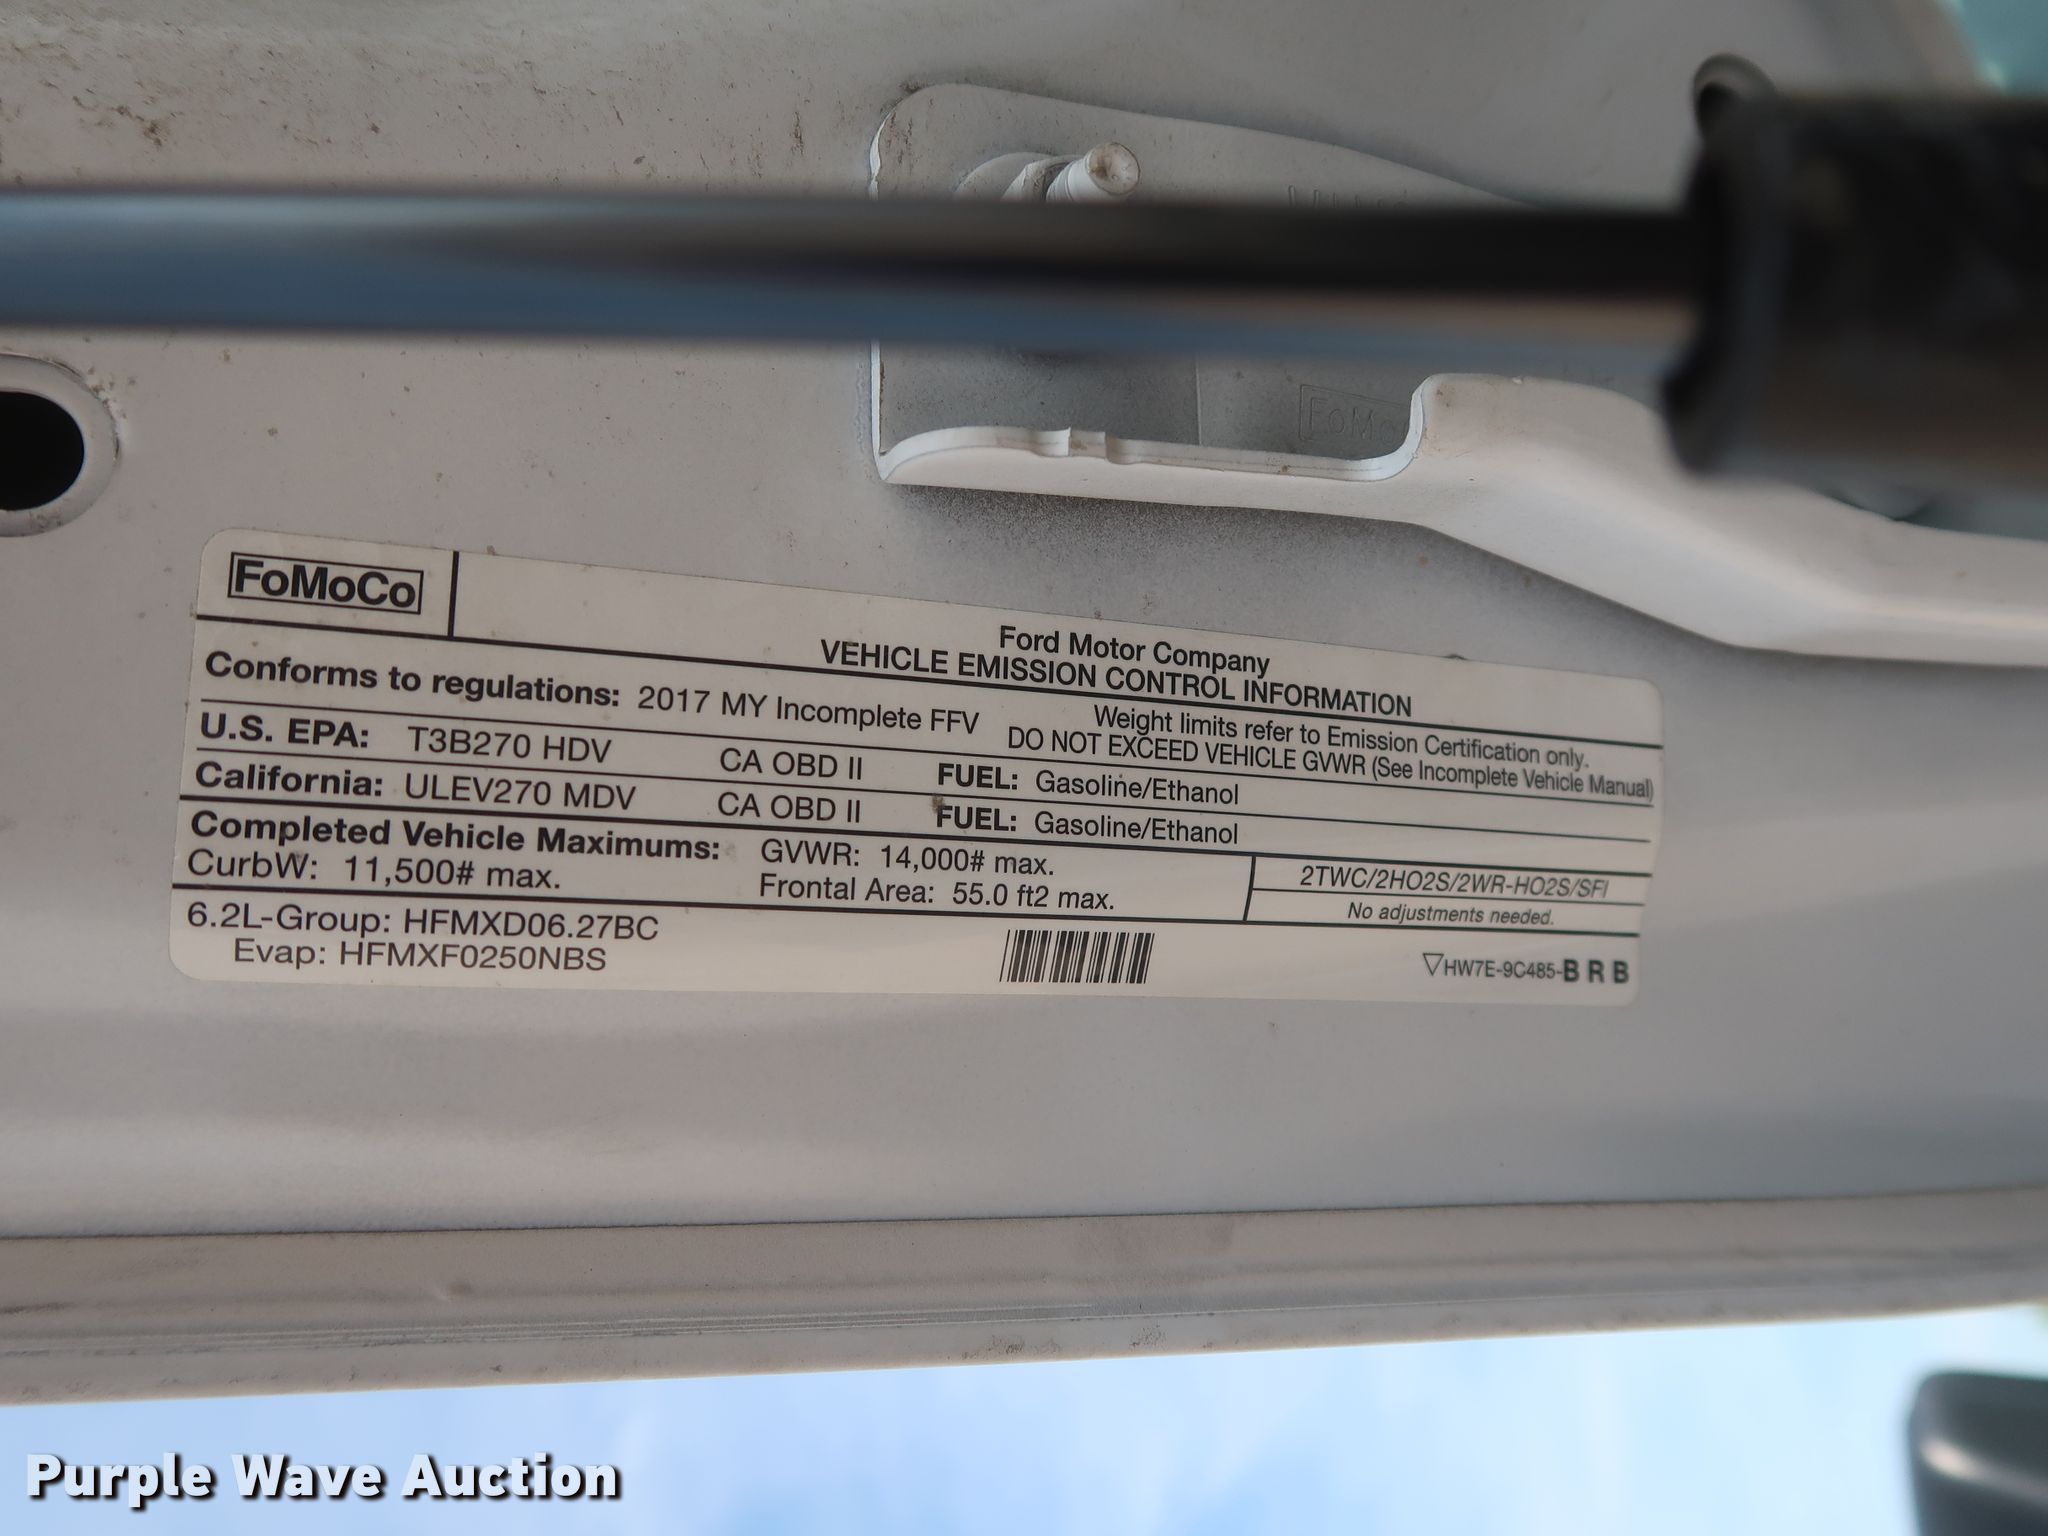 FoMo
FoMoCo
Ford Motor Company
VEHICLE EMISSION CONTROL INFORMATION
Conforms to regulations: 2017 MY Incomplete FFV
Weight limits refer to Emission Certification only.
DO NOT EXCEED VEHICLE GVWR (See Incomplete Vehicle Manual)
U.S. EPA: T3B270 HDV CA OBD II FUEL: Gasoline/Ethanol
California: ULEV270 MDV CA OBD II FUEL: Gasoline/Ethanol
Completed Vehicle Maximums: GVWR: 14,000# max.
CurbW: 11,500# max. Frontal Area: 55.0 ft2 max.
2TWC/2HO2S/2WR-HO2S/SFI
No adjustments needed.
6.2L-Group: HFMXD06.27BC
Evap: HFMXF0250NBS
HW7E-9C485-B R B
Purple Wave Auction